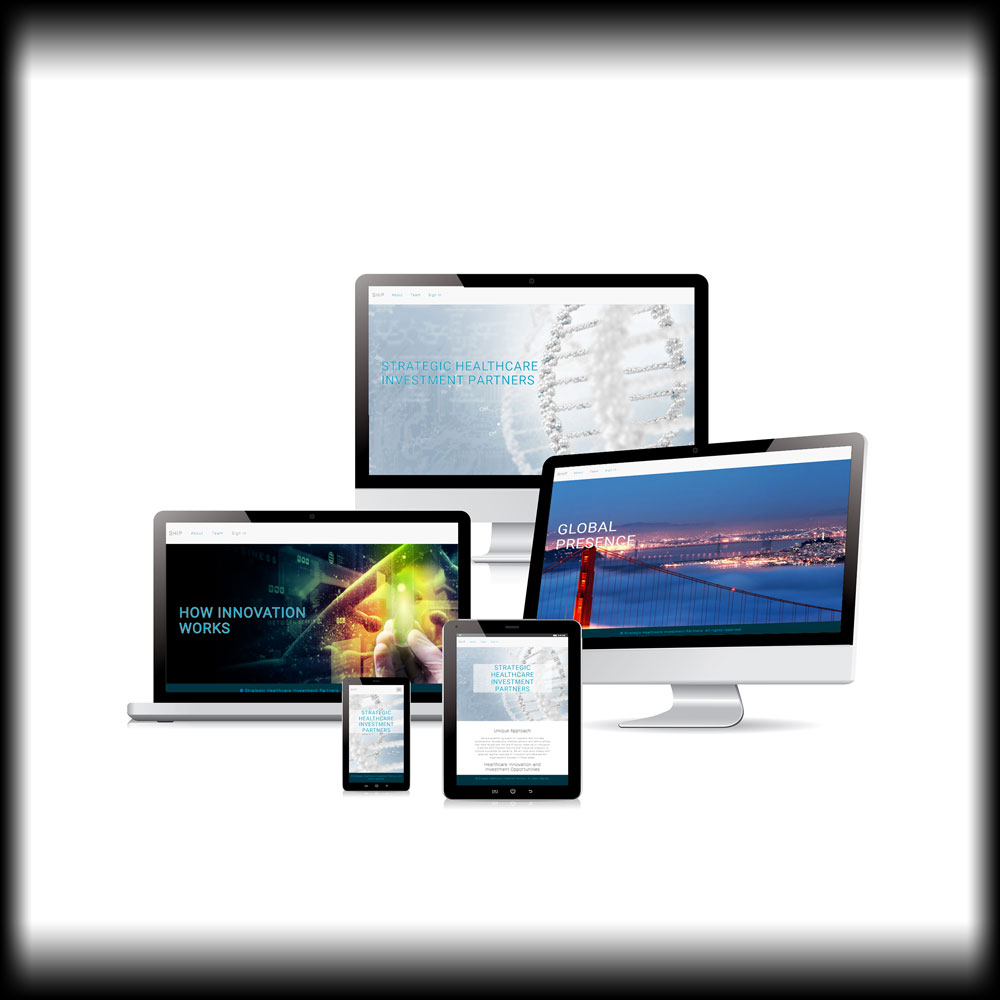 SHIP About Team Sign In
STRATEGIC HEALTHCARE
INVESTMENT PARTNERS
SHIP About Team Sign In
GLOBAL
PRESENCE
© Strategic Healthcare Investment Partners. All rights reserved.
SHIP About Team Sign In
HOW INNOVATION
WORKS
© Strategic Healthcare Investment Partners
STRATEGIC
HEALTHCARE
INVESTMENT
PARTNERS
STRATEGIC
HEALTHCARE
INVESTMENT
PARTNERS
Unique Approach
Healthcare Innovation and
Investment Opportunities